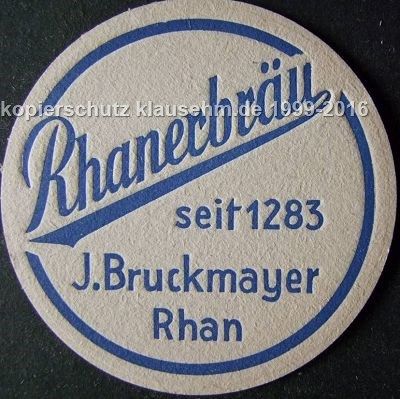 kopierschutz klausehm.de 1999-2016
Rhanerbräu
seit 1283
J. Bruckmayer
Rhan